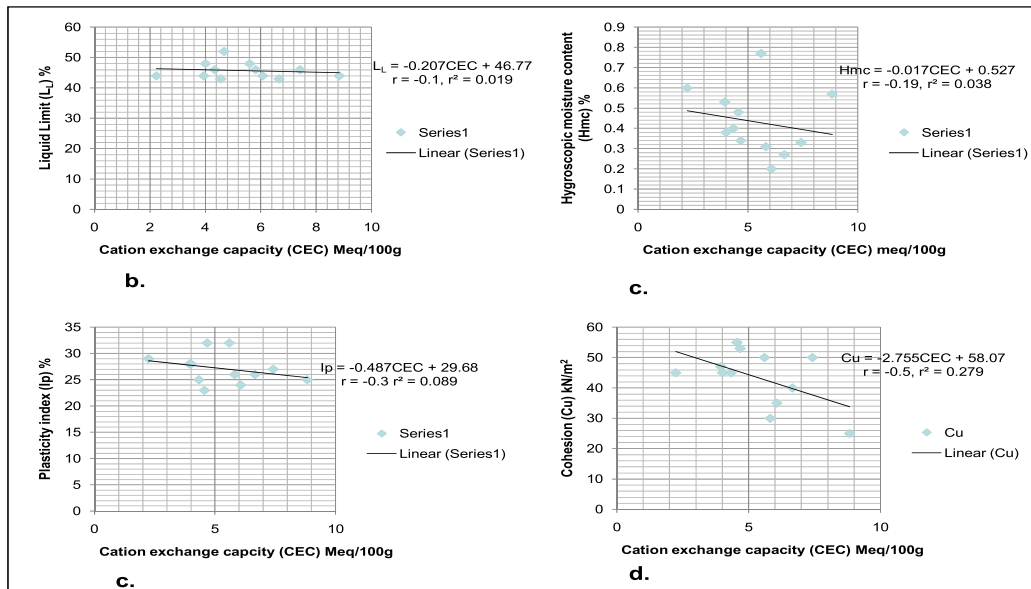 60
50
40
30
20
10
0
Liquid Limit (LL) %
LL = -0.207CEC + 46.77
r = -0.1, r² = 0.019
Series1
Linear (Series1)
0 2 4 6 8 10
Cation exchange capacity (CEC) Meq/100g
b.
0.9
0.8
0.7
0.6
0.5
0.4
0.3
0.2
0.1
0
Hygroscopic moisture content
(Hmc) %
Hmc = -0.017CEC + 0.527
r = -0.19, r² = 0.038
Series1
Linear (Series1)
0 5 10
Cation exchange capacity (CEC) meq/100g
c.
35
30
25
20
15
10
5
0
Plasticity index (Ip) %
Ip = -0.487CEC + 29.68
r = -0.3 r² = 0.089
Series1
Linear (Series1)
0 5 10
Cation exchange capacity (CEC) Meq/100g
c.
60
50
40
30
20
10
0
Cohesion (Cu) kN/m²
Cu = -2.755CEC + 58.07
r = -0.5, r² = 0.279
Cu
Linear (Cu)
0 5 10
Cation exchange capacity (CEC) Meq/100g
d.